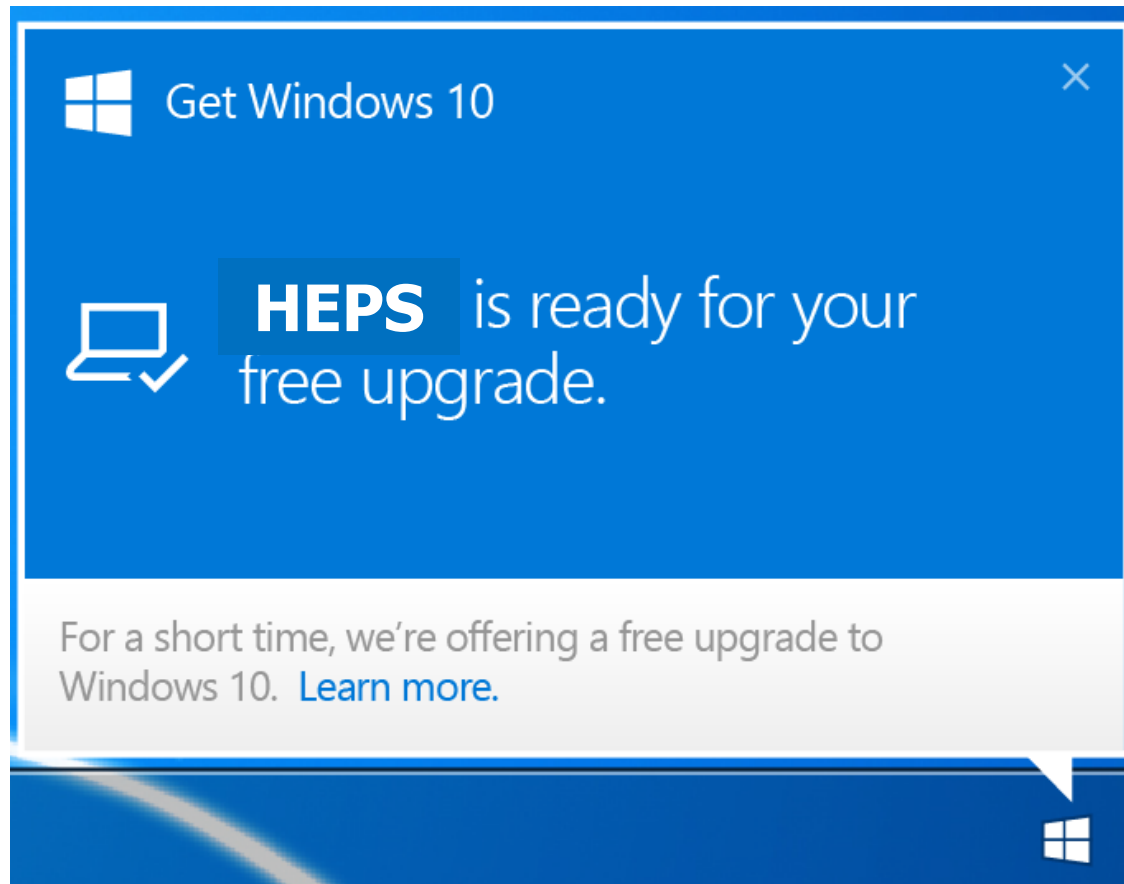 Get Windows 10
HEPS is ready for your
free upgrade.
For a short time, we’re offering a free upgrade to
Windows 10. Learn more.